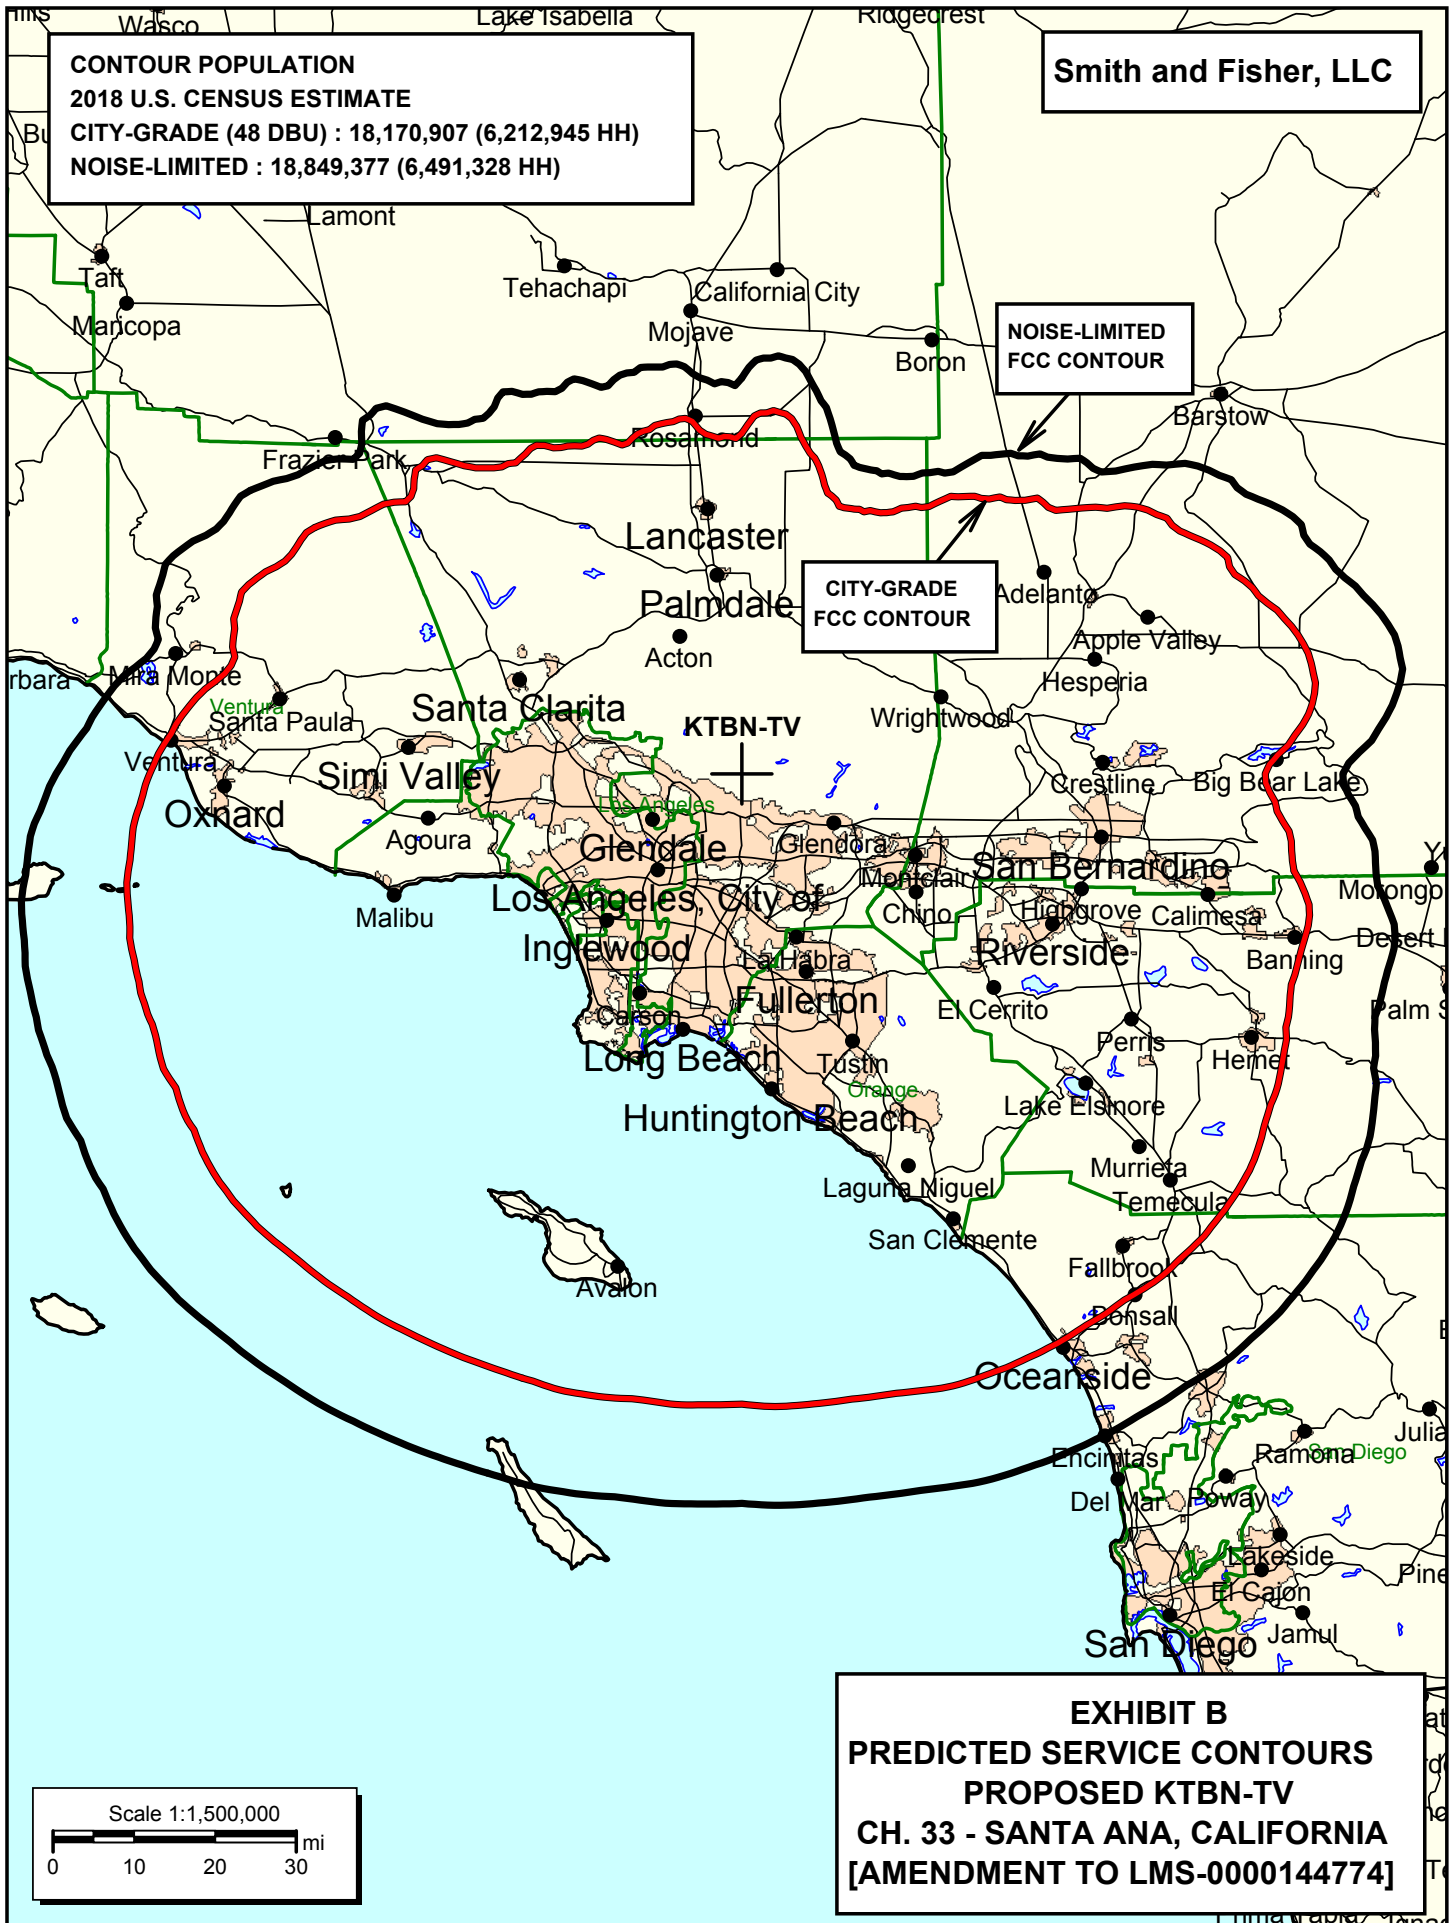 Wasco
Lake Isabella
Ridgecrest
CONTOUR POPULATION
2018 U.S. CENSUS ESTIMATE
CITY-GRADE (48 DBU) : 18,170,907 (6,212,945 HH)
NOISE-LIMITED : 18,849,377 (6,491,328 HH)
Smith and Fisher, LLC
Lamont
Taft
Tehachapi
California City
Maricopa
Mojave
Boron
NOISE-LIMITED
FCC CONTOUR
Barstow
Rosamond
Frazier Park
Lancaster
CITY-GRADE
FCC CONTOUR
Adelanto
Palmdale
Apple Valley
Acton
Hesperia
rbara
Mira Monte
Ventura
Santa Paula
Santa Clarita
Wrightwood
KTBN-TV
Ventura
Simi Valley
Crestline
Big Bear Lake
Oxnard
Los Angeles
Agoura
Glendale
Glendora
San Bernardino
Montclair
Morongo
Malibu
Los Angeles, City of
Chino
Highgrove
Calimesa
Inglewood
La Habra
Riverside
Banning
Desert
Fullerton
El Cerrito
Palm S
Carson
Long Beach
Tustin
Perris
Hemet
Orange
Lake Elsinore
Huntington Beach
Murrieta
Laguna Niguel
Temecula
San Clemente
Fallbrook
Avalon
Bonsall
Oceanside
Julia
Encinitas
Ramona
San Diego
Del Mar
Poway
Lakeside
Pine
El Cajon
San Diego
Jamul
EXHIBIT B
PREDICTED SERVICE CONTOURS
PROPOSED KTBN-TV
CH. 33 - SANTA ANA, CALIFORNIA
[AMENDMENT TO LMS-0000144774]
Scale 1:1,500,000
mi
0 10 20 30